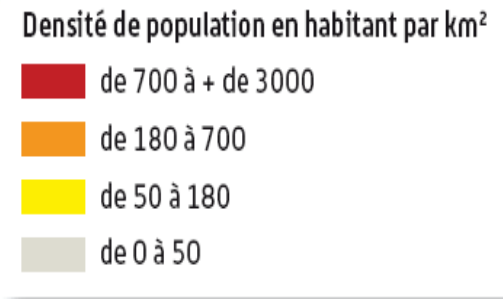 Densité de population en habitant par km²
de 700 à + de 3000
de 180 à 700
de 50 à 180
de 0 à 50